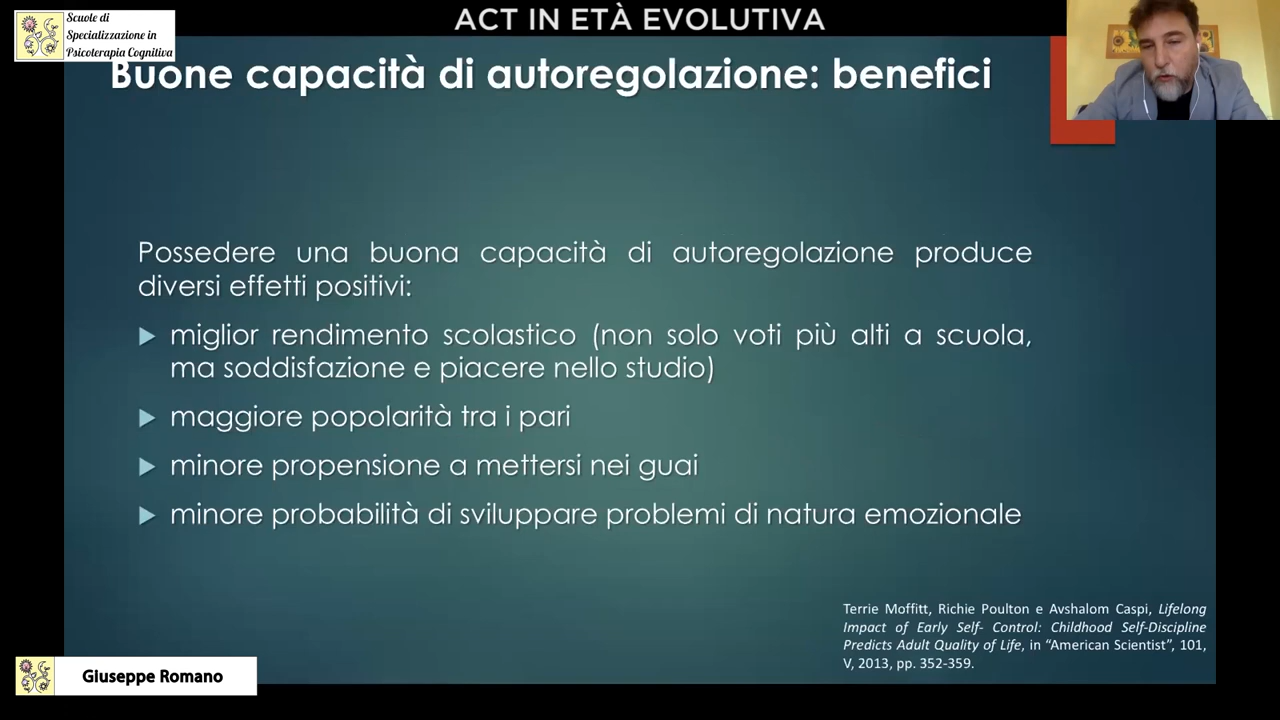 ACT IN ETÀ EVOLUTIVA
Scuole di
Specializzazione in
Psicoterapia Cognitiva
Buone capacità di autoregolazione: benefici
Possedere una buona capacità di autoregolazione produce
diversi effetti positivi:
miglior rendimento scolastico (non solo voti più alti a scuola,
ma soddisfazione e piacere nello studio)
maggiore popolarità tra i pari
minore propensione a mettersi nei guai
minore probabilità di sviluppare problemi di natura emozionale
Terrie Moffitt, Richie Poulton e Avshalom Caspi, Lifelong
Impact of Early Self- Control: Childhood Self-Discipline
Predicts Adult Quality of Life, in “American Scientist”, 101,
V, 2013, pp. 352-359.
Giuseppe Romano